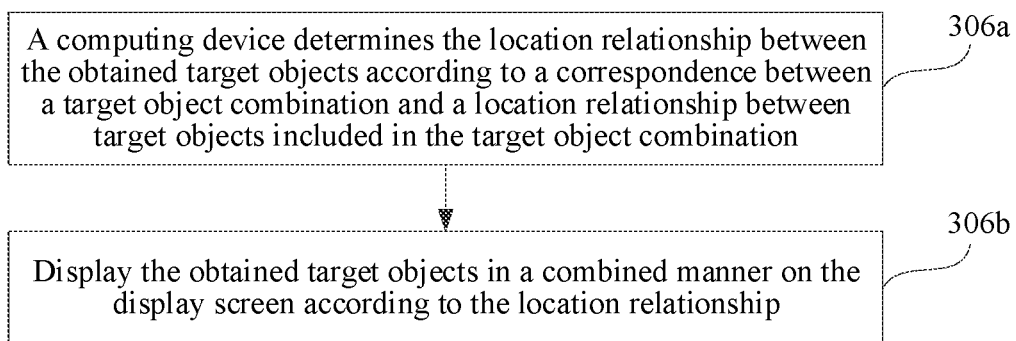 A computing device determines the location relationship between
the obtained target objects according to a correspondence between
a target object combination and a location relationship between
target objects included in the target object combination
306a
Display the obtained target objects in a combined manner on the
display screen according to the location relationship
306b